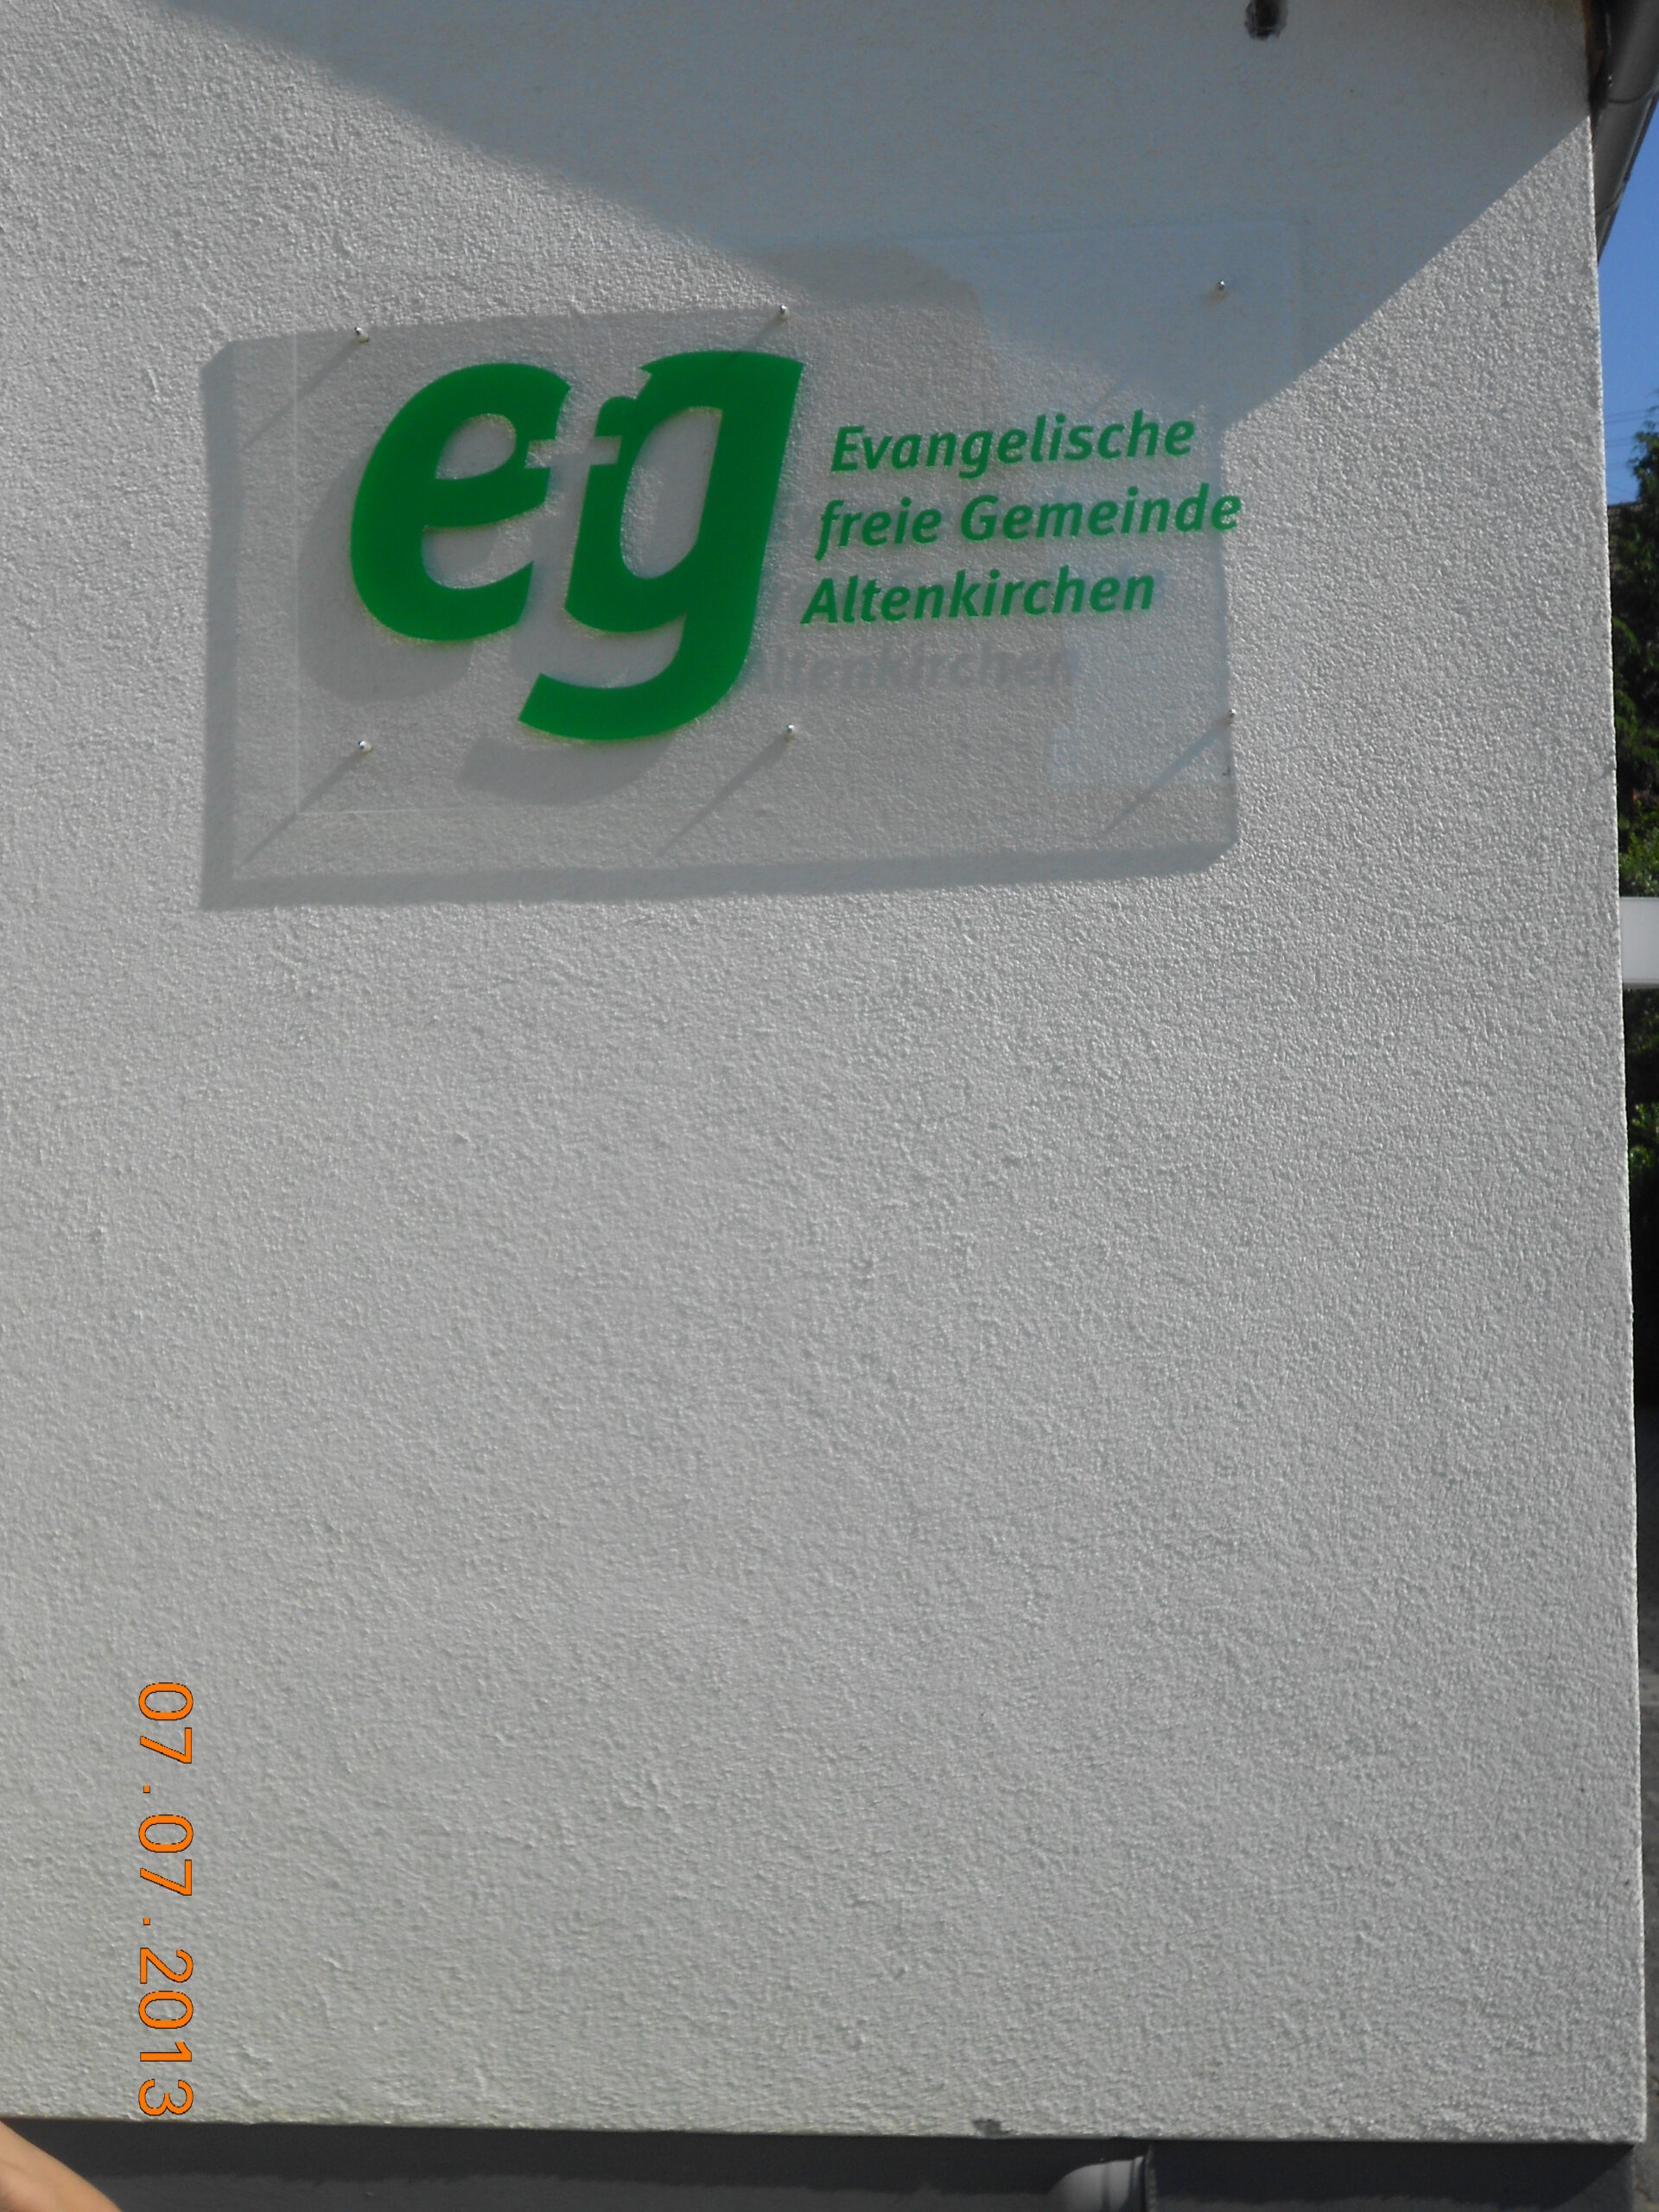 efg
Evangelische
freie Gemeinde
Altenkirchen
07.07.2013